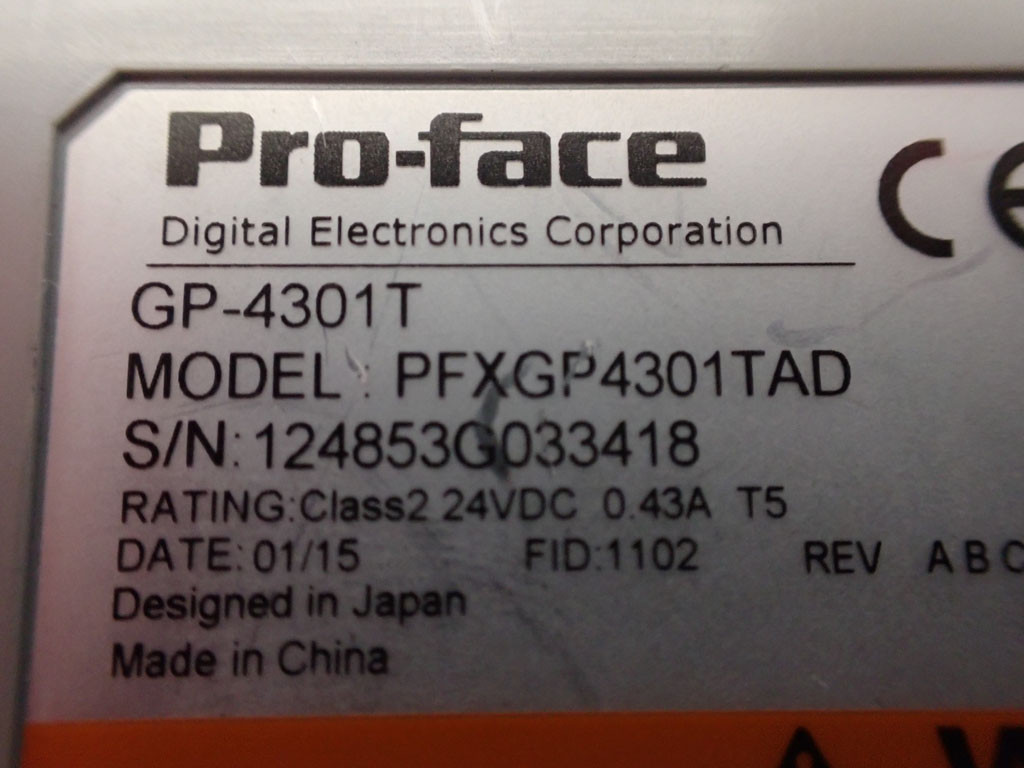 Pro-face
Digital Electronics Corporation
GP-4301T
MODEL : PFXGP4301TAD
S/N: 124853G033418
RATING:Class2 24VDC 0.43A T5
DATE: 01/15 FID:1102 REV A B C
Designed in Japan
Made in China